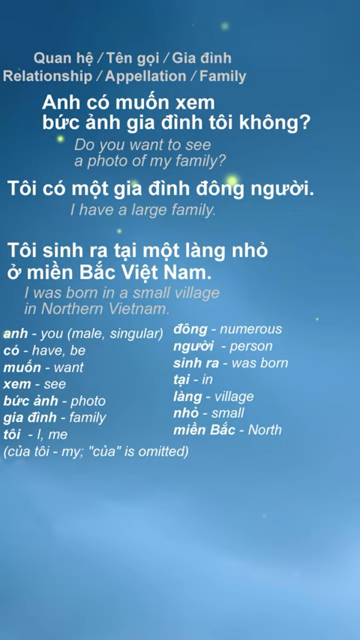 Quan hệ / Tên gọi / Gia đình
Relationship / Appellation / Family
Anh có muốn xem
bức ảnh gia đình tôi không?
Do you want to see
a photo of my family?
Tôi có một gia đình đông người.
I have a large family.
Tôi sinh ra tại một làng nhỏ
ở miền Bắc Việt Nam.
I was born in a small village
in Northern Vietnam.
anh - you (male, singular)
có - have, be
muốn - want
xem - see
bức ảnh - photo
gia đình - family
tôi - I, me
(của tôi - my; "của" is omitted)
đông - numerous
người - person
sinh ra - was born
tại - in
làng - village
nhỏ - small
miền Bắc - North